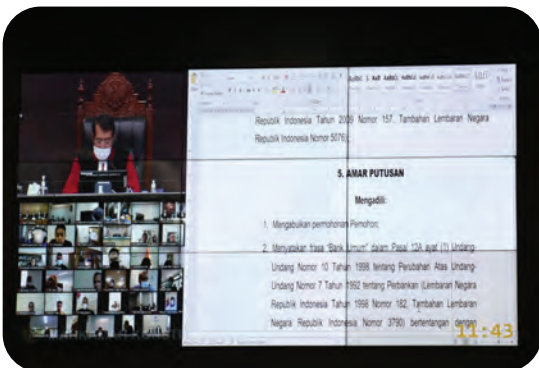 Republik Indonesia Tahun 2009 Nomor 157, Tambahan Lembaran Negara
Republik Indonesia Nomor 5076);
5. AMAR PUTUSAN
Mengadili:
1. Mengabulkan permohonan Pemohon;
2. Menyatakan frasa "Bank Umum" dalam Pasal 12A ayat (1) Undang-
Undang Nomor 10 Tahun 1998 tentang Perubahan Atas Undang-
Undang Nomor 7 Tahun 1992 tentang Perbankan (Lembaran Negara
Republik Indonesia Tahun 1998 Nomor 182, Tambahan Lembaran
Negara Republik Indonesia Nomor 3790) bertentangan dengan
11:43